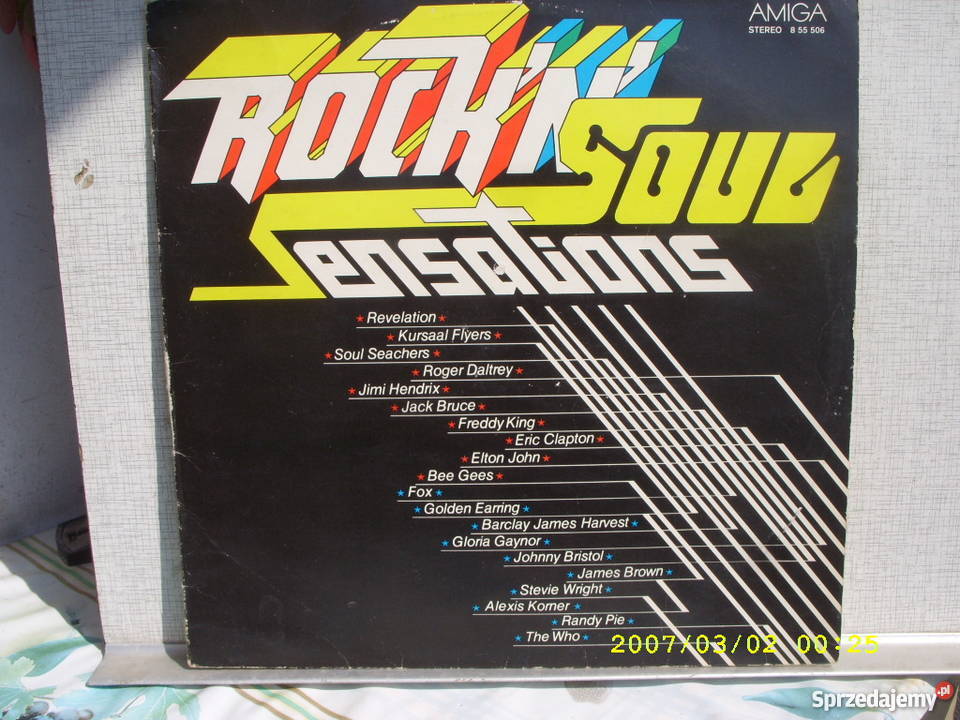 AMIGA
STEREO 8 55 506
ROCK'N'
SOUL
Sensations
★ Revelation ★
★ Kursaal Flyers ★
★ Soul Seachers ★
★ Roger Daltrey ★
★ Jimi Hendrix ★
★ Jack Bruce ★
★ Freddy King ★
★ Eric Clapton ★
★ Elton John ★
★ Bee Gees ★
★ Fox ★
★ Golden Earring ★
★ Barclay James Harvest ★
★ Gloria Gaynor ★
★ Johnny Bristol ★
★ James Brown ★
★ Stevie Wright ★
★ Alexis Korner ★
★ Randy Pie ★
★ The Who ★
2007/03/02 00:25
Sprzedajemy.pl